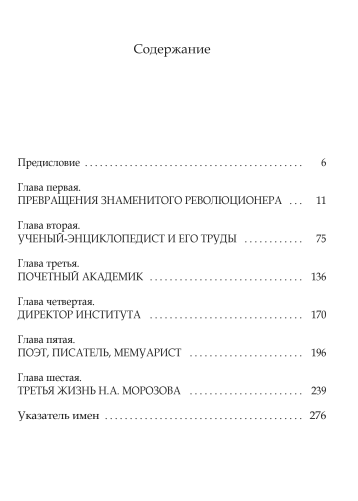 Содержание
Предисловие . . . . . . . . . . . . . . . . . . . . . . . . . . . . . . . . . . . . . . . . . . 6
Глава первая.
ПРЕВРАЩЕНИЯ ЗНАМЕНИТОГО РЕВОЛЮЦИОНЕРА . . . 11
Глава вторая.
УЧЕНЫЙ-ЭНЦИКЛОПЕДИСТ И ЕГО ТРУДЫ . . . . . . . . . . . . 75
Глава третья.
ПОЧЕТНЫЙ АКАДЕМИК . . . . . . . . . . . . . . . . . . . . . . . . . . . . . 136
Глава четвертая.
ДИРЕКТОР ИНСТИТУТА . . . . . . . . . . . . . . . . . . . . . . . . . . . . . 170
Глава пятая.
ПОЭТ, ПИСАТЕЛЬ, МЕМУАРИСТ . . . . . . . . . . . . . . . . . . . . . . 196
Глава шестая.
ТРЕТЬЯ ЖИЗНЬ Н.А. МОРОЗОВА . . . . . . . . . . . . . . . . . . . . . . 239
Указатель имен . . . . . . . . . . . . . . . . . . . . . . . . . . . . . . . . . . . . . . 276